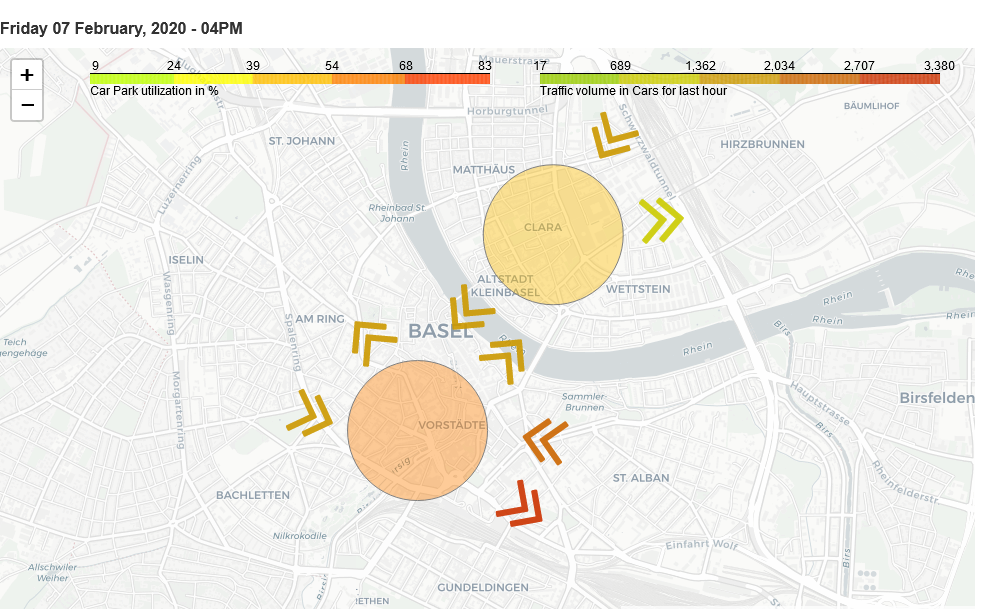 Friday 07 February, 2020 - 04PM
+
−
9 24 39 54 68 83
Car Park utilization in %
17 689 1,362 2,034 2,707 3,380
Traffic volume in Cars for last hour
Horburgtunnel
BÄUMLIHOF
Schwarzwaldtunnel
ST. JOHANN
HIRZBRUNNEN
Rhein
MATTHÄUS
Luzernerring
Rheinbad St.
Johann
CLARA
ISELIN
ALTSTADT
KLEINBASEL
WETTSTEIN
Wasgenring
Rhein
Rhein
Rhein
AM RING
Spalenring
BASEL
Birs
Teich
Rhein
Morgartenring
Hauptstrasse
Sammler-
Brunnen
Birsfelden
VORSTÄDTE
Birs
ST. ALBAN
Rheinfelderstr.
BACHLETTEN
Nilkrokodile
Einfahrt Wolf
Birs
Allschwiler
Weiher
GUNDELDINGEN